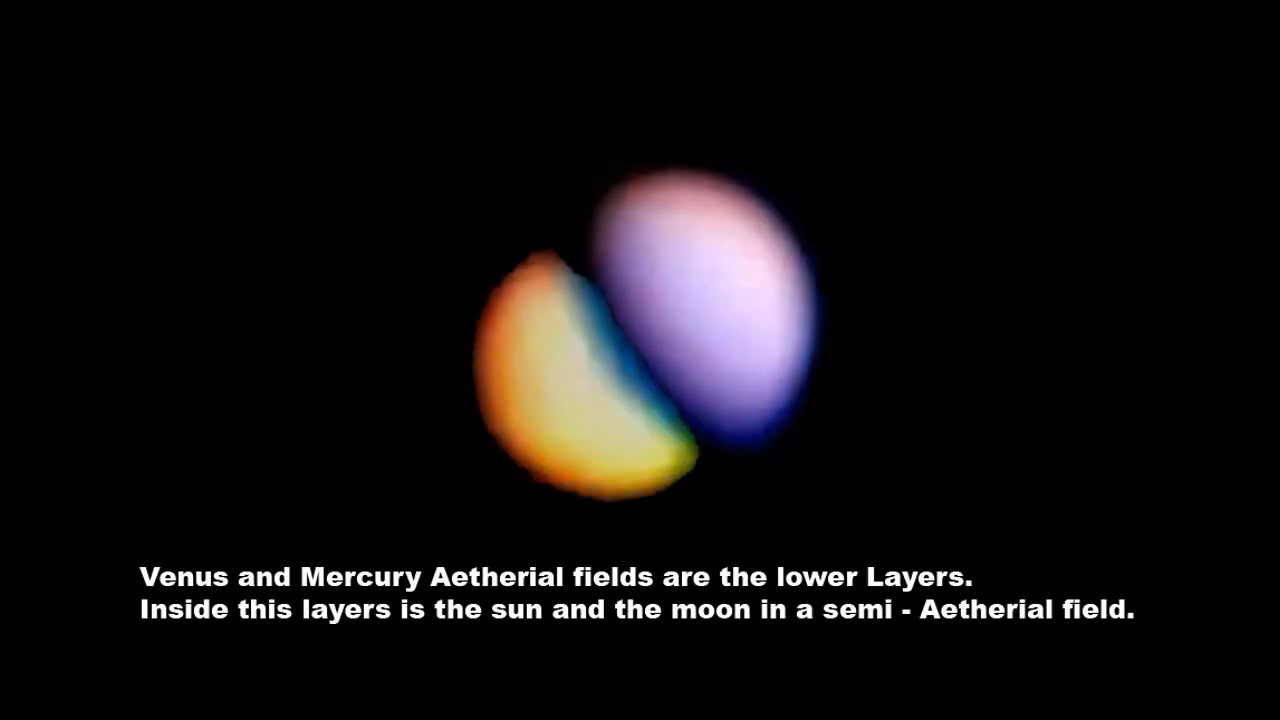 Venus and Mercury Aetherial fields are the lower Layers.
Inside this layers is the sun and the moon in a semi - Aetherial field.